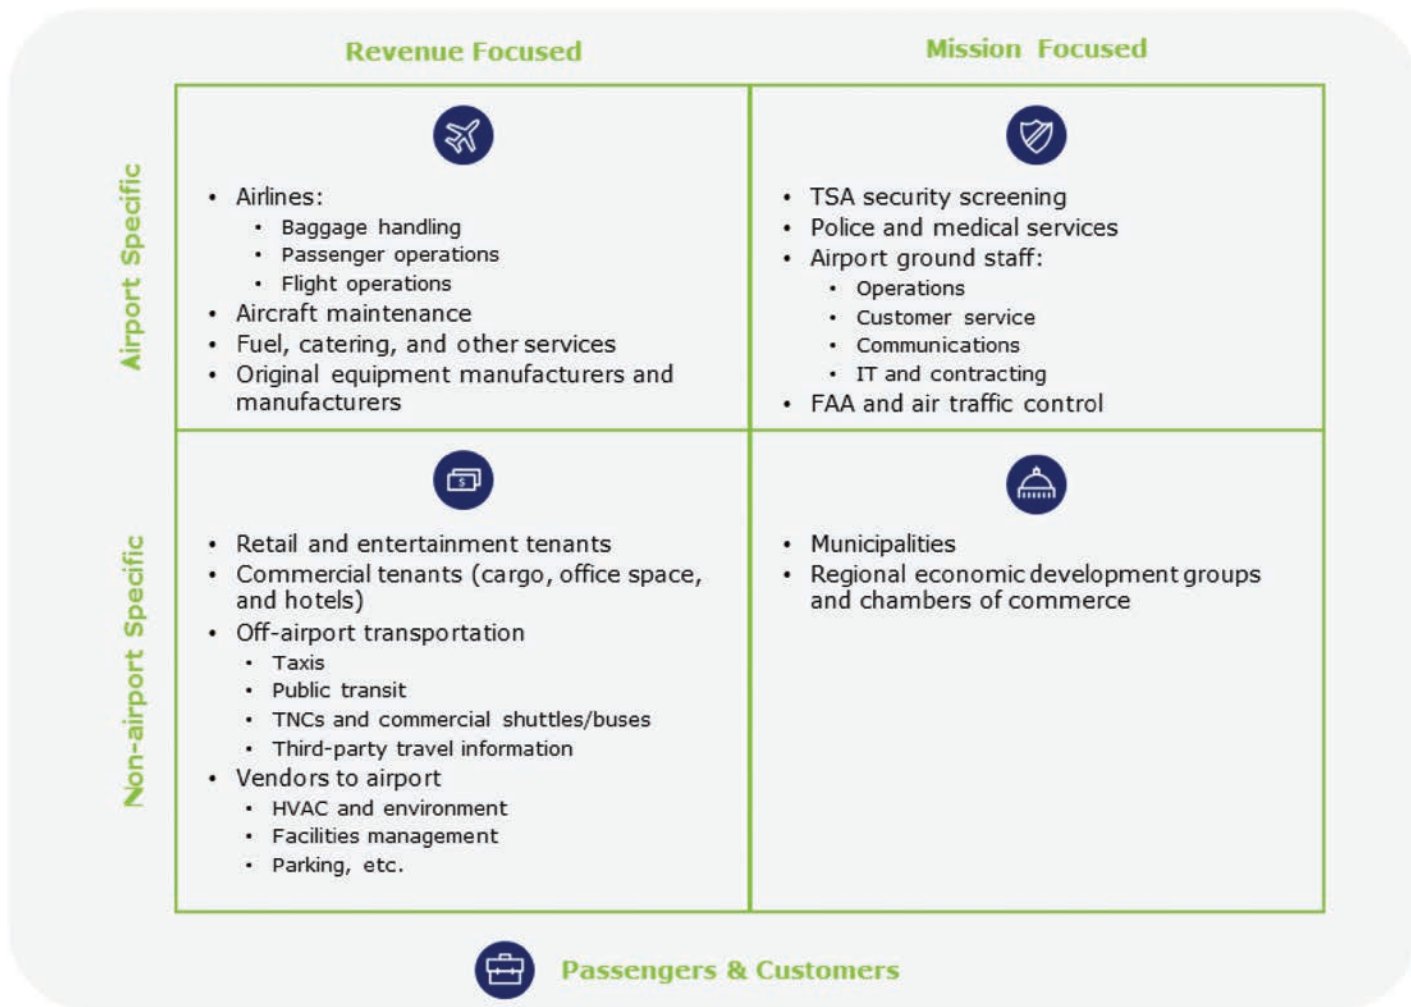 Revenue Focused
Mission Focused
Airport Specific
• Airlines:
• Baggage handling
• Passenger operations
• Flight operations
• Aircraft maintenance
• Fuel, catering, and other services
• Original equipment manufacturers and
manufacturers
• TSA security screening
• Police and medical services
• Airport ground staff:
• Operations
• Customer service
• Communications
• IT and contracting
• FAA and air traffic control
Non-airport Specific
$
• Retail and entertainment tenants
• Commercial tenants (cargo, office space,
and hotels)
• Off-airport transportation
• Taxis
• Public transit
• TNCs and commercial shuttles/buses
• Third-party travel information
• Vendors to airport
• HVAC and environment
• Facilities management
• Parking, etc.
• Municipalities
• Regional economic development groups
and chambers of commerce
Passengers & Customers